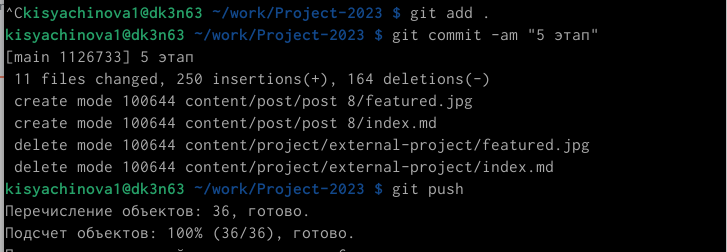 ^Ckisyachinova1@dk3n63 ~/work/Project-2023 $ git add .
kisyachinova1@dk3n63 ~/work/Project-2023 $ git commit -am "5 этап"
[main 1126733] 5 этап
 11 files changed, 250 insertions(+), 164 deletions(-)
 create mode 100644 content/post/post 8/featured.jpg
 create mode 100644 content/post/post 8/index.md
 delete mode 100644 content/project/external-project/featured.jpg
 delete mode 100644 content/project/external-project/index.md
kisyachinova1@dk3n63 ~/work/Project-2023 $ git push
Перечисление объектов: 36, готово.
Подсчет объектов: 100% (36/36), готово.